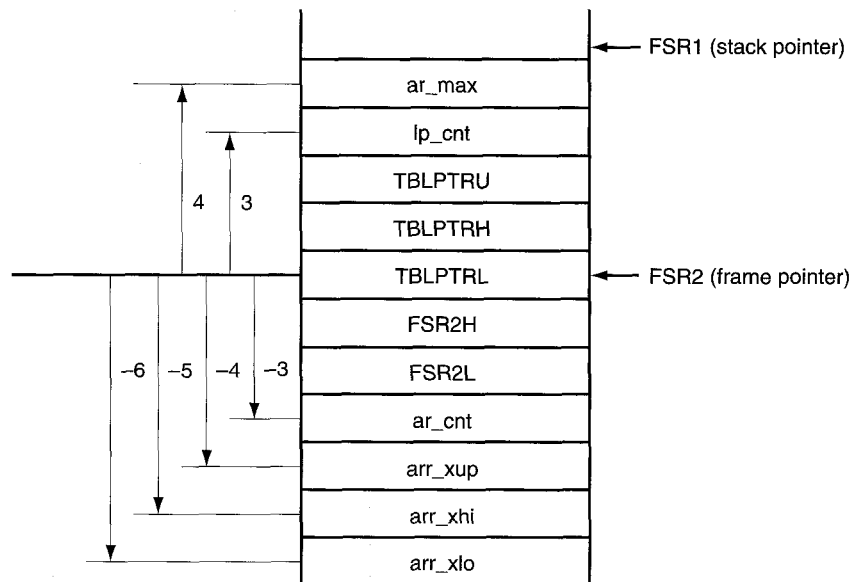 FSR1 (stack pointer)
ar_max
lp_cnt
TBLPTRU
4 3
TBLPTRH
TBLPTRL
FSR2 (frame pointer)
FSR2H
–6 –5 –4 –3
FSR2L
ar_cnt
arr_xup
arr_xhi
arr_xlo